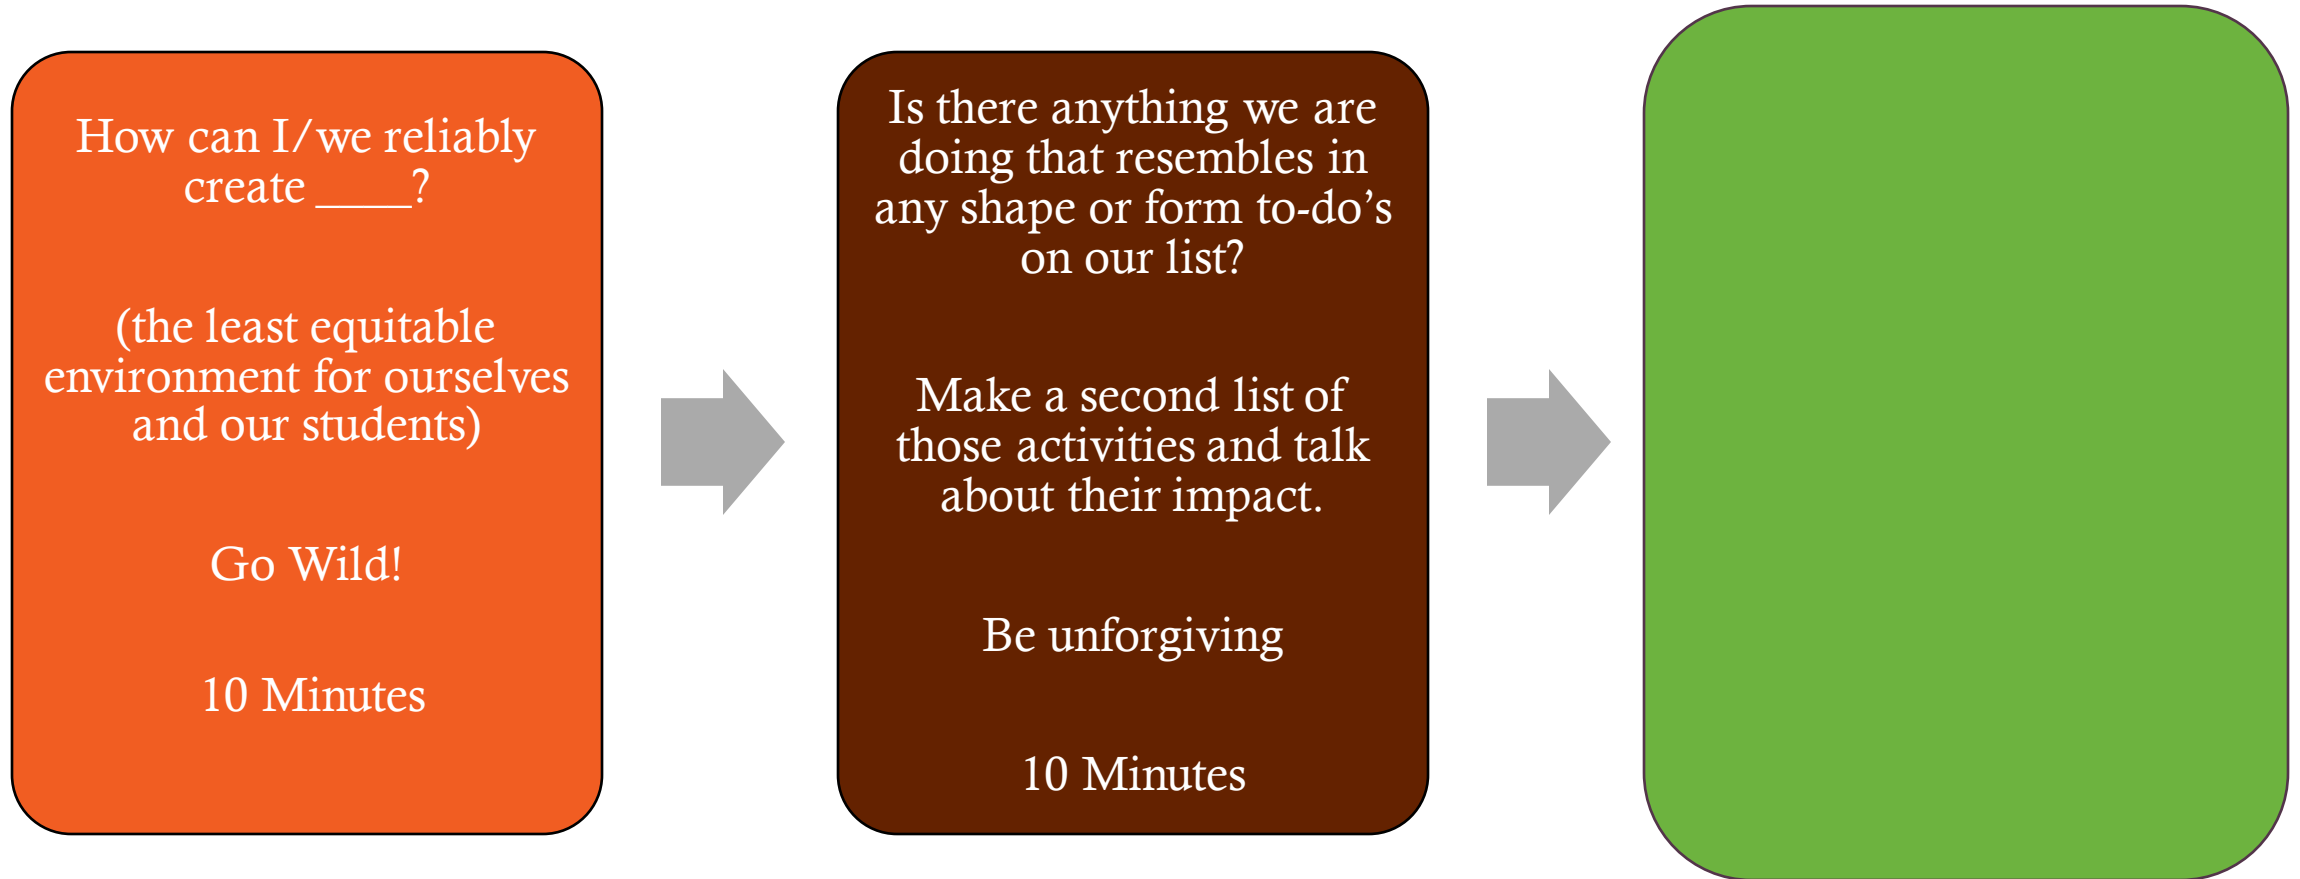 How can I/we reliably
create ____?
(the least equitable
environment for ourselves
and our students)
Go Wild!
10 Minutes
Is there anything we are
doing that resembles in
any shape or form to-do’s
on our list?
Make a second list of
those activities and talk
about their impact.
Be unforgiving
10 Minutes